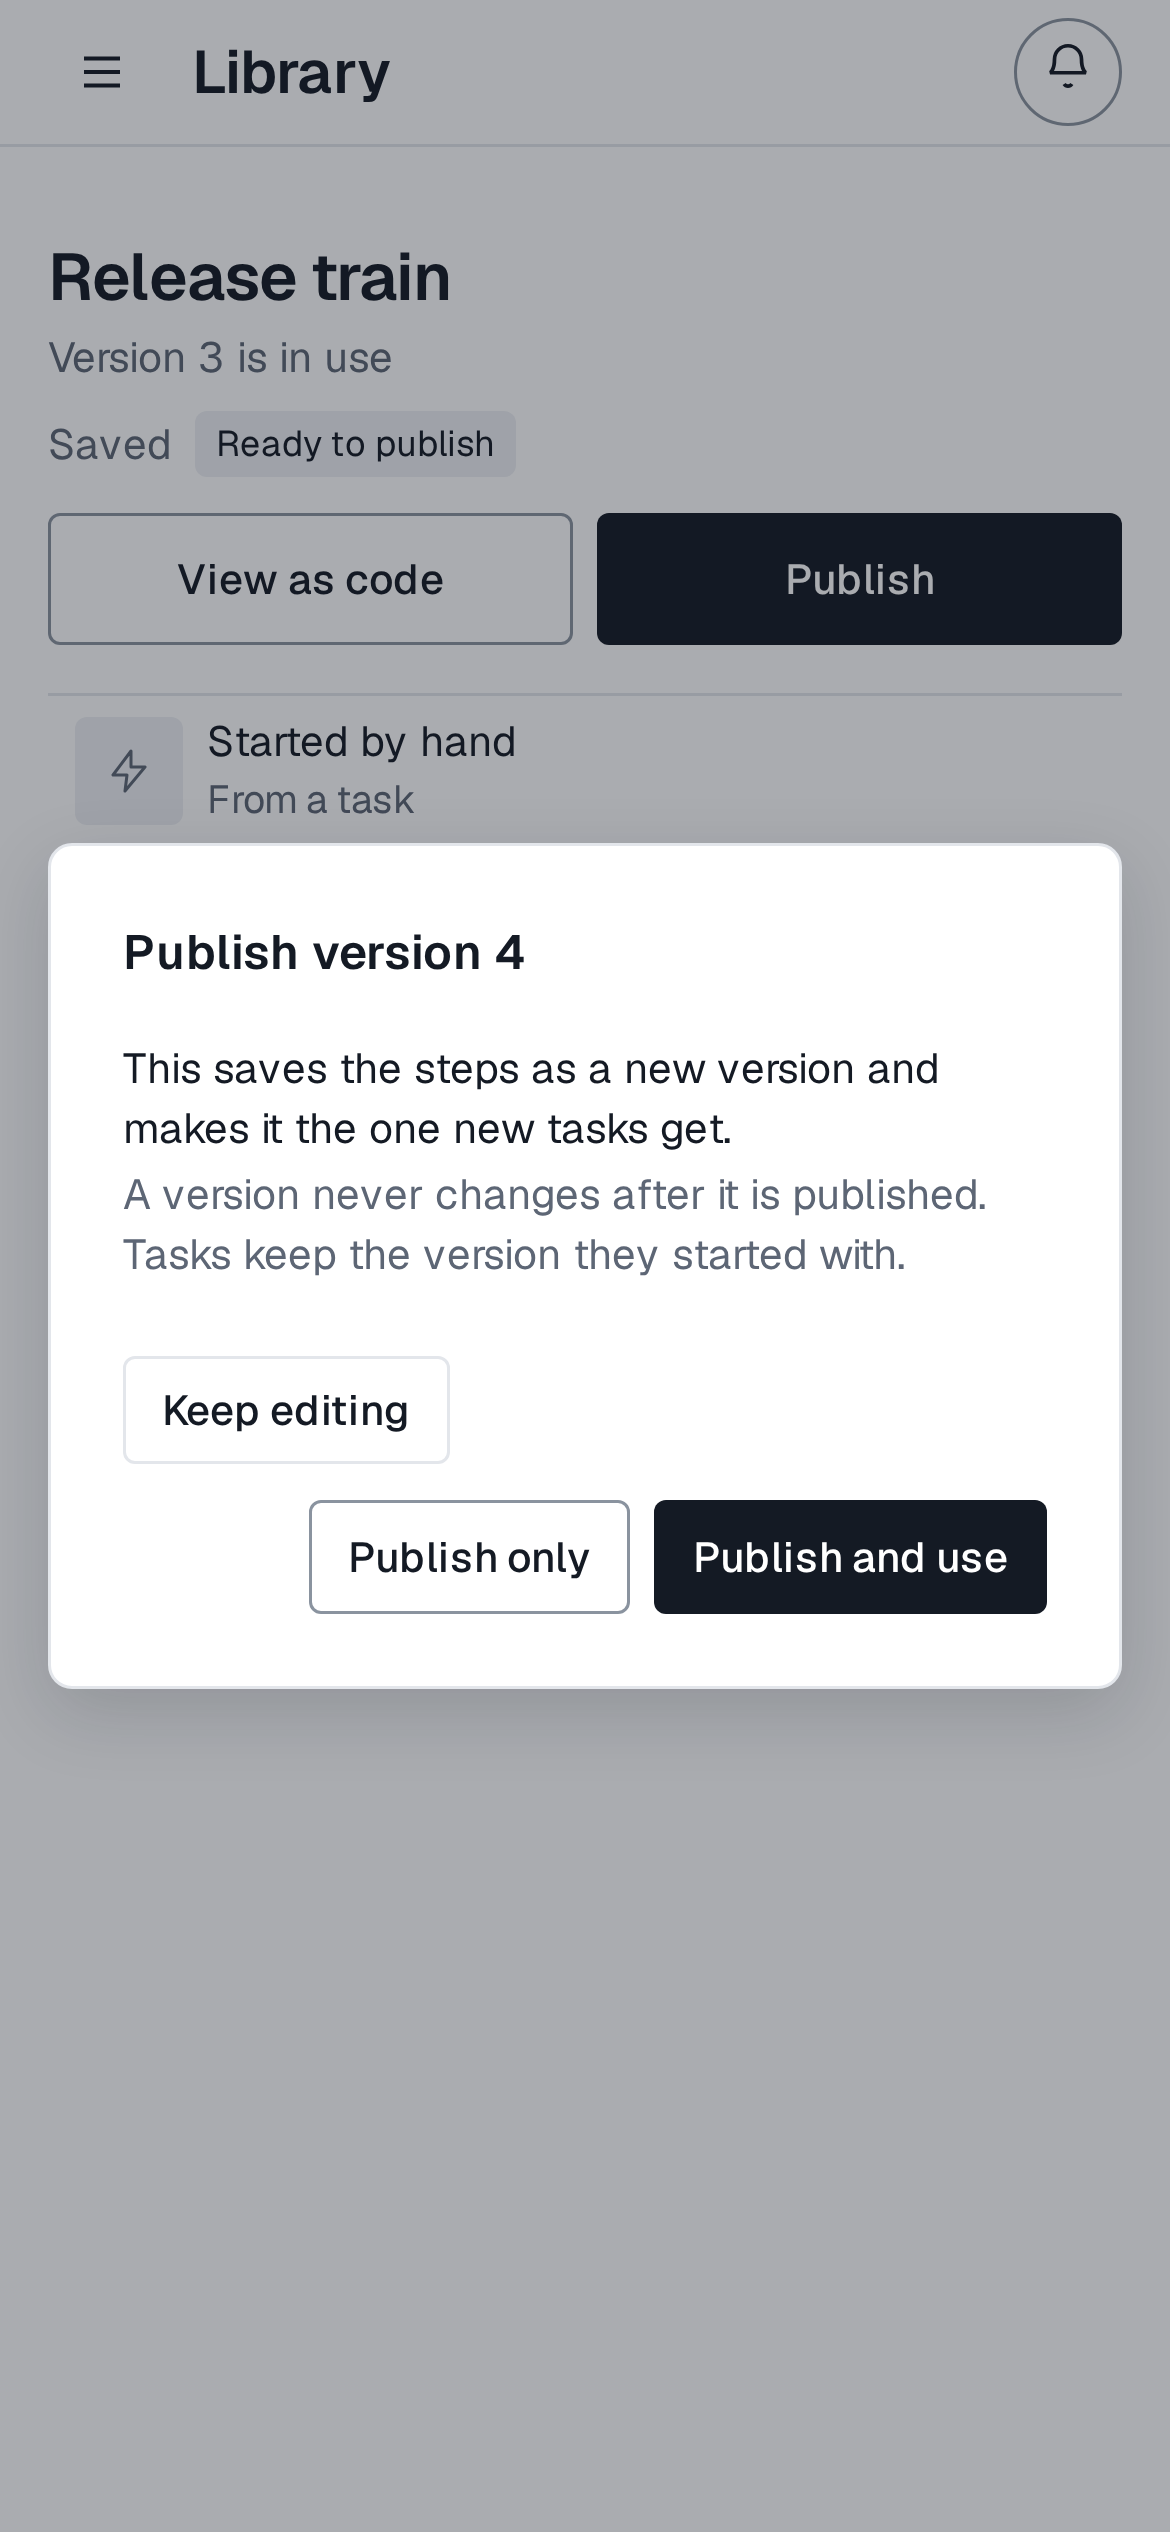 Library
Release train
Version 3 is in use
Saved
Ready to publish
View as code
Publish
Started by hand
From a task
Publish version 4
This saves the steps as a new version and
makes it the one new tasks get.
A version never changes after it is published.
Tasks keep the version they started with.
Keep editing
Publish only
Publish and use